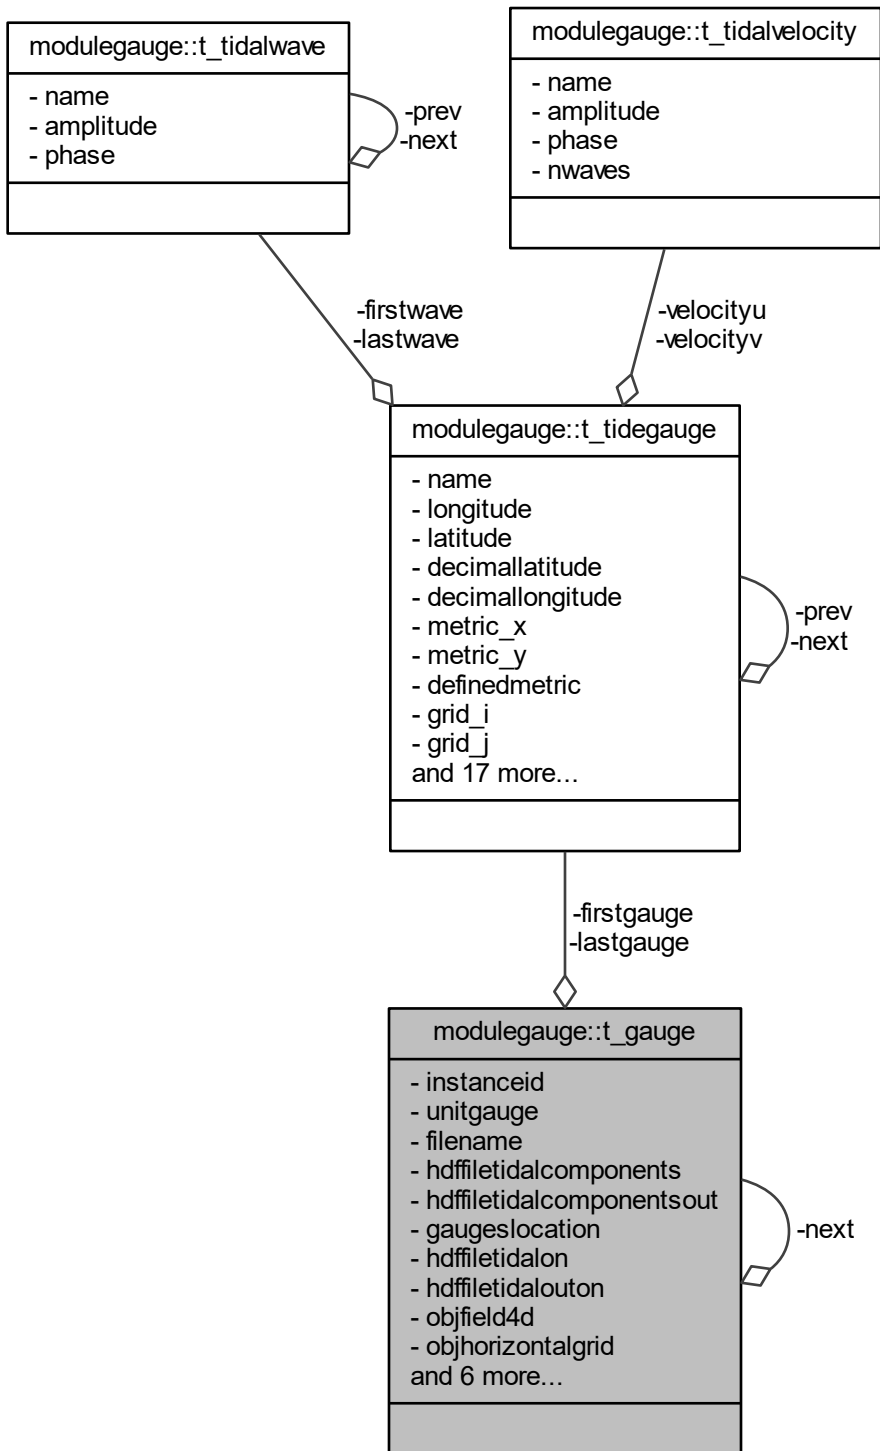 modulegauge::t_tidalwave
- name
- amplitude
- phase
-prev
-next
modulegauge::t_tidalvelocity
- name
- amplitude
- phase
- nwaves
-firstwave
-lastwave
-velocityu
-velocityv
modulegauge::t_tidegauge
- name
- longitude
- latitude
- decimallatitude
- decimallongitude
- metric_x
- metric_y
- definedmetric
- grid_i
- grid_j
and 17 more...
-prev
-next
-firstgauge
-lastgauge
modulegauge::t_gauge
- instanceid
- unitgauge
- filename
- hdffiletidalcomponents
- hdffiletidalcomponentsout
- gaugeslocation
- hdffiletidalon
- hdffiletidalouton
- objfield4d
- objhorizontalgrid
and 6 more...
-next